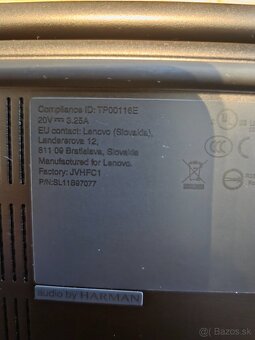 Compliance ID: TP00116E
20V⎓ 3.25A
EU contact: Lenovo (Slovakia),
Landererova 12,
811 09 Bratislava, Slovakia
Manufactured for Lenovo.
Factory: JVHFC1
P/N:SL11B97077
audio by HARMAN
© Bazoš.sk